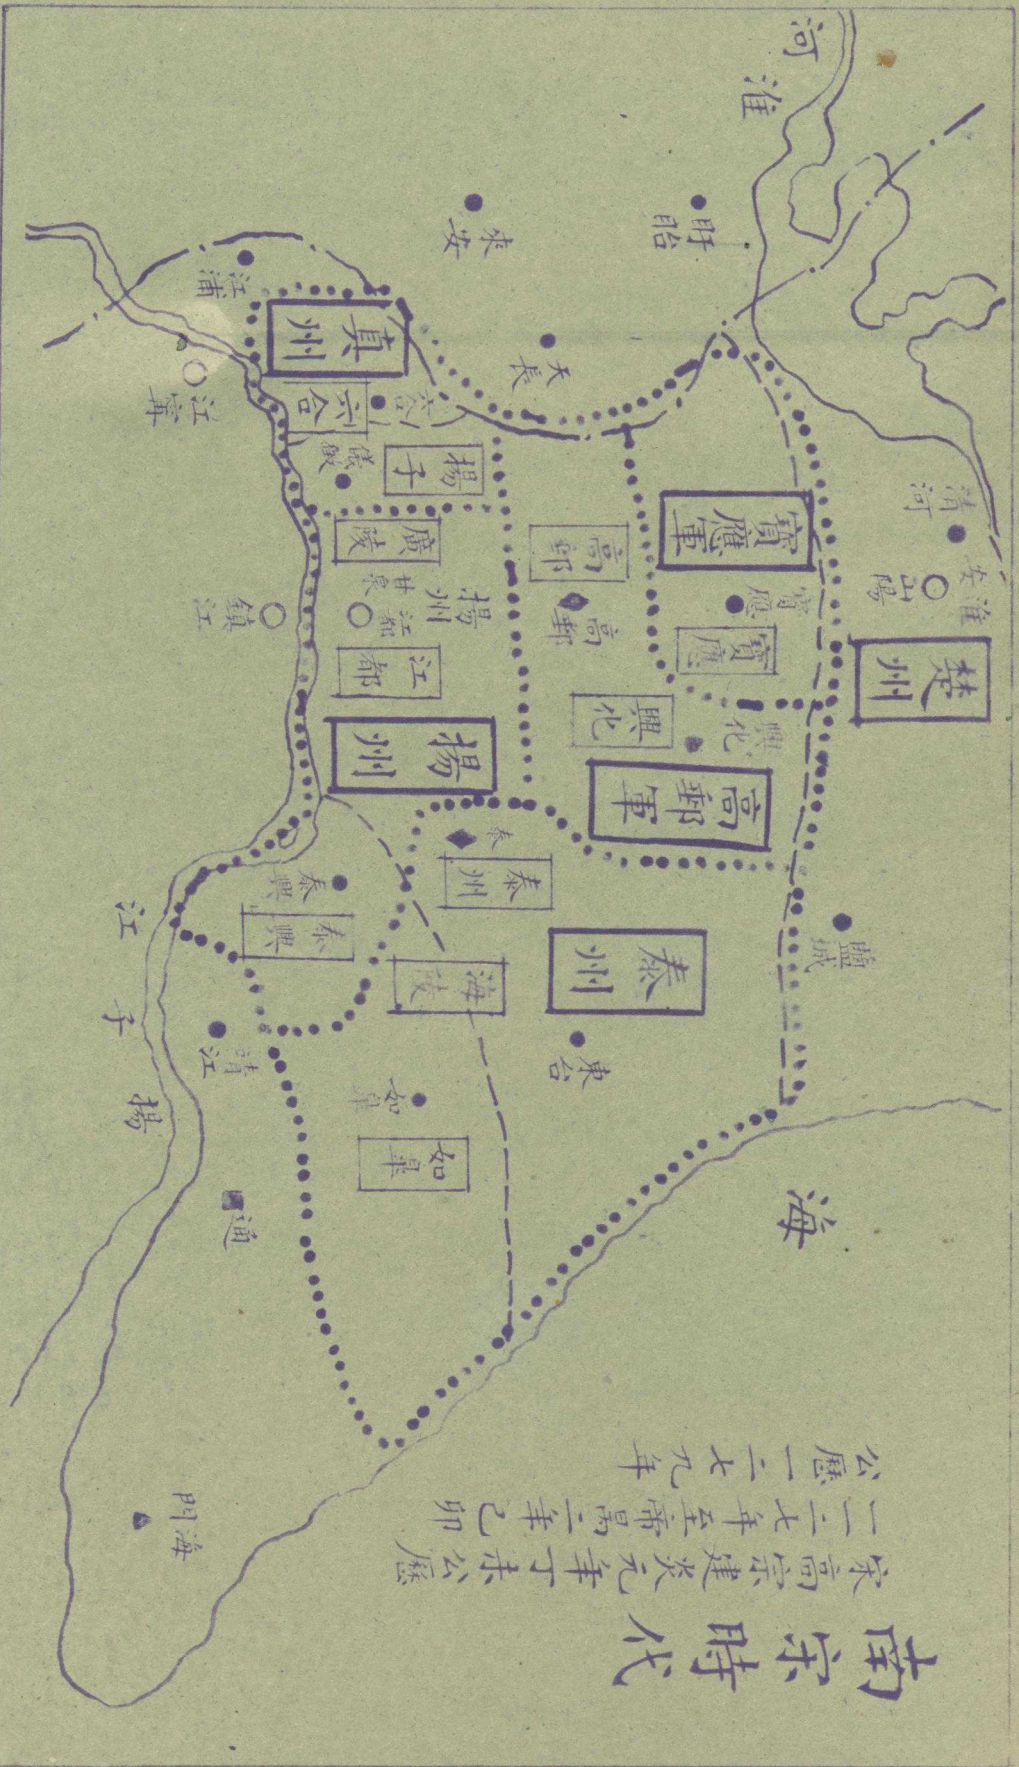 南宋時代
宋高宗建炎元年丁未公歷
一一二七年至帝昺二年己卯
公歷一二七九年
海
河
淮
盱眙
來安
天長
江浦
真州
六合
六合
江寧
儀徵
揚子
廣陵
揚州
甘泉
江都
江都
揚州
鎮江
高郵
高郵
寶應軍
寶應
寶應
興化
興化
高郵軍
清河
淮安
山陽
楚州
鹽城
泰
泰州
泰州
東台
泰興
泰興
海陵
靖江
如皋
如皋
通
海門
揚
子
江